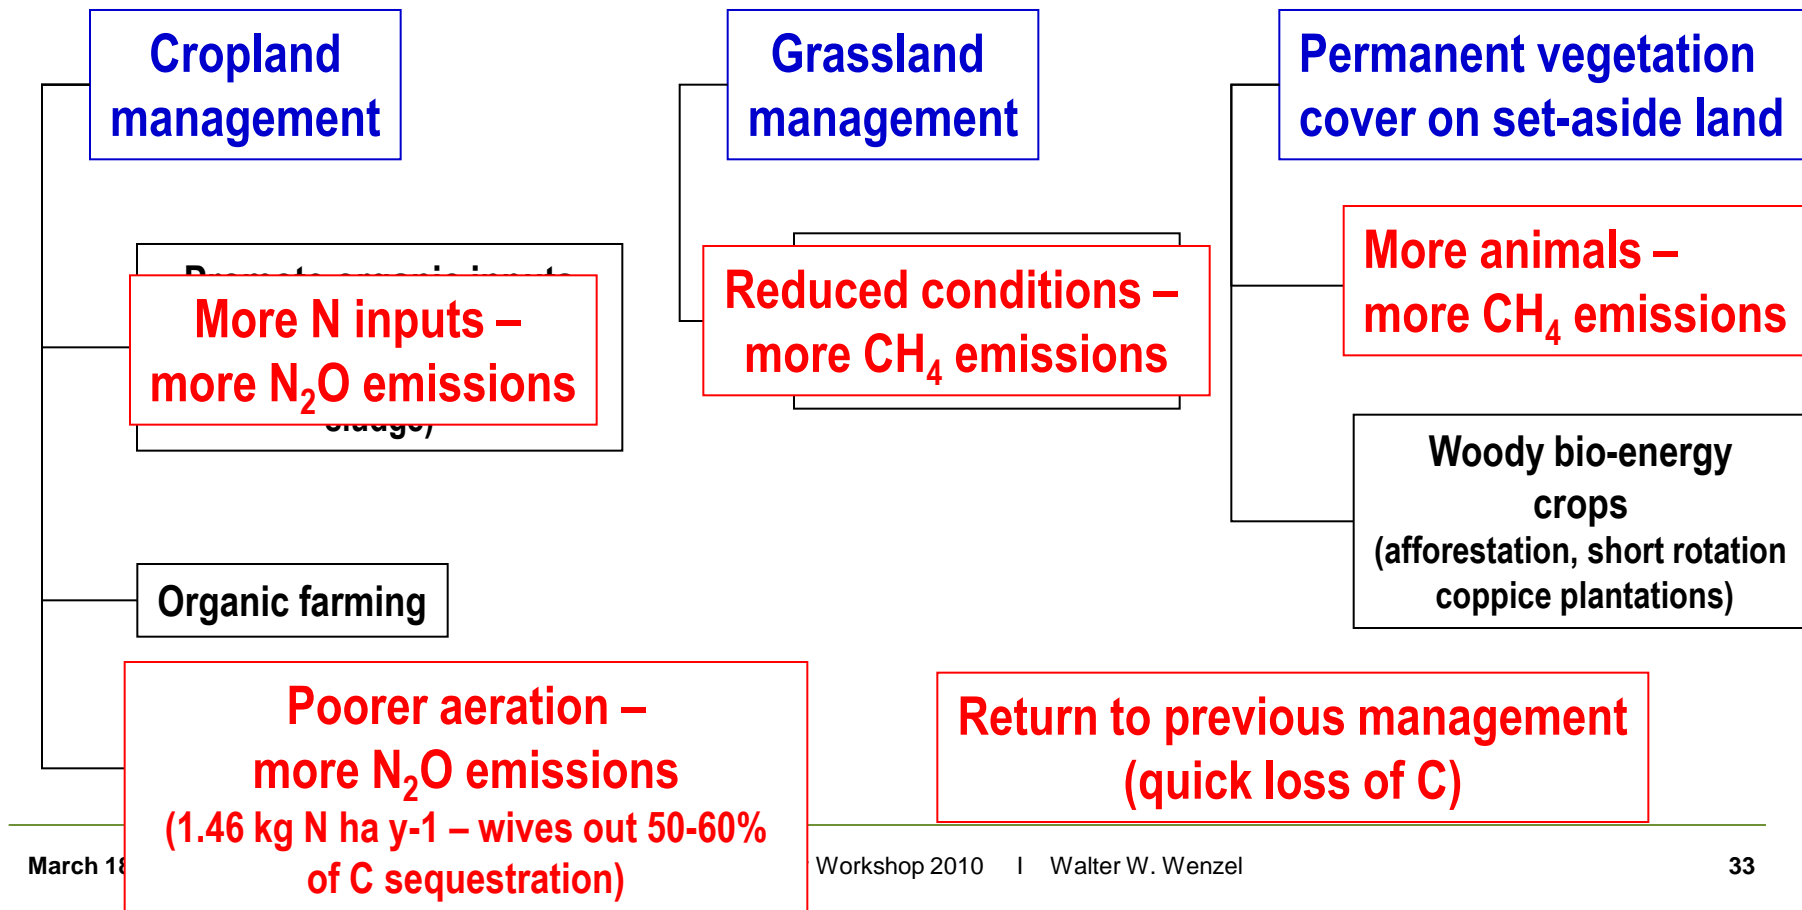 Cropland
management
Grassland
management
Permanent vegetation
cover on set-aside land
More N inputs –
more N₂O emissions
Reduced conditions –
more CH₄ emissions
More animals –
more CH₄ emissions
Woody bio-energy
crops
(afforestation, short rotation
coppice plantations)
Organic farming
Poorer aeration –
more N₂O emissions
(1.46 kg N ha y-1 – wives out 50-60%
of C sequestration)
Return to previous management
(quick loss of C)
March 18
Workshop 2010 I Walter W. Wenzel
33